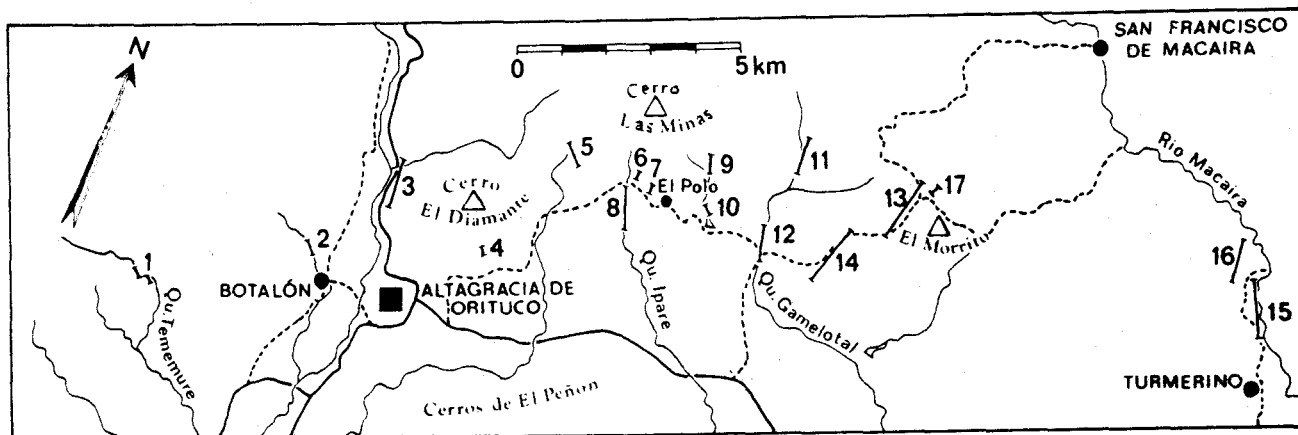 N
0
5 km
SAN FRANCISCO
DE MACAIRA
Cerro
Las Minas
Rio Macaira
Cerro
El Diamante
El Polo
El Morrito
1
2
3
4
5
6
7
8
9
10
11
12
13
14
15
16
17
BOTALÓN
ALTAGRACIA DE
ORITUCO
Qu. Tememure
Qu. Ipare
Qu. Gamelotal
Cerros de El Peñon
TURMERINO